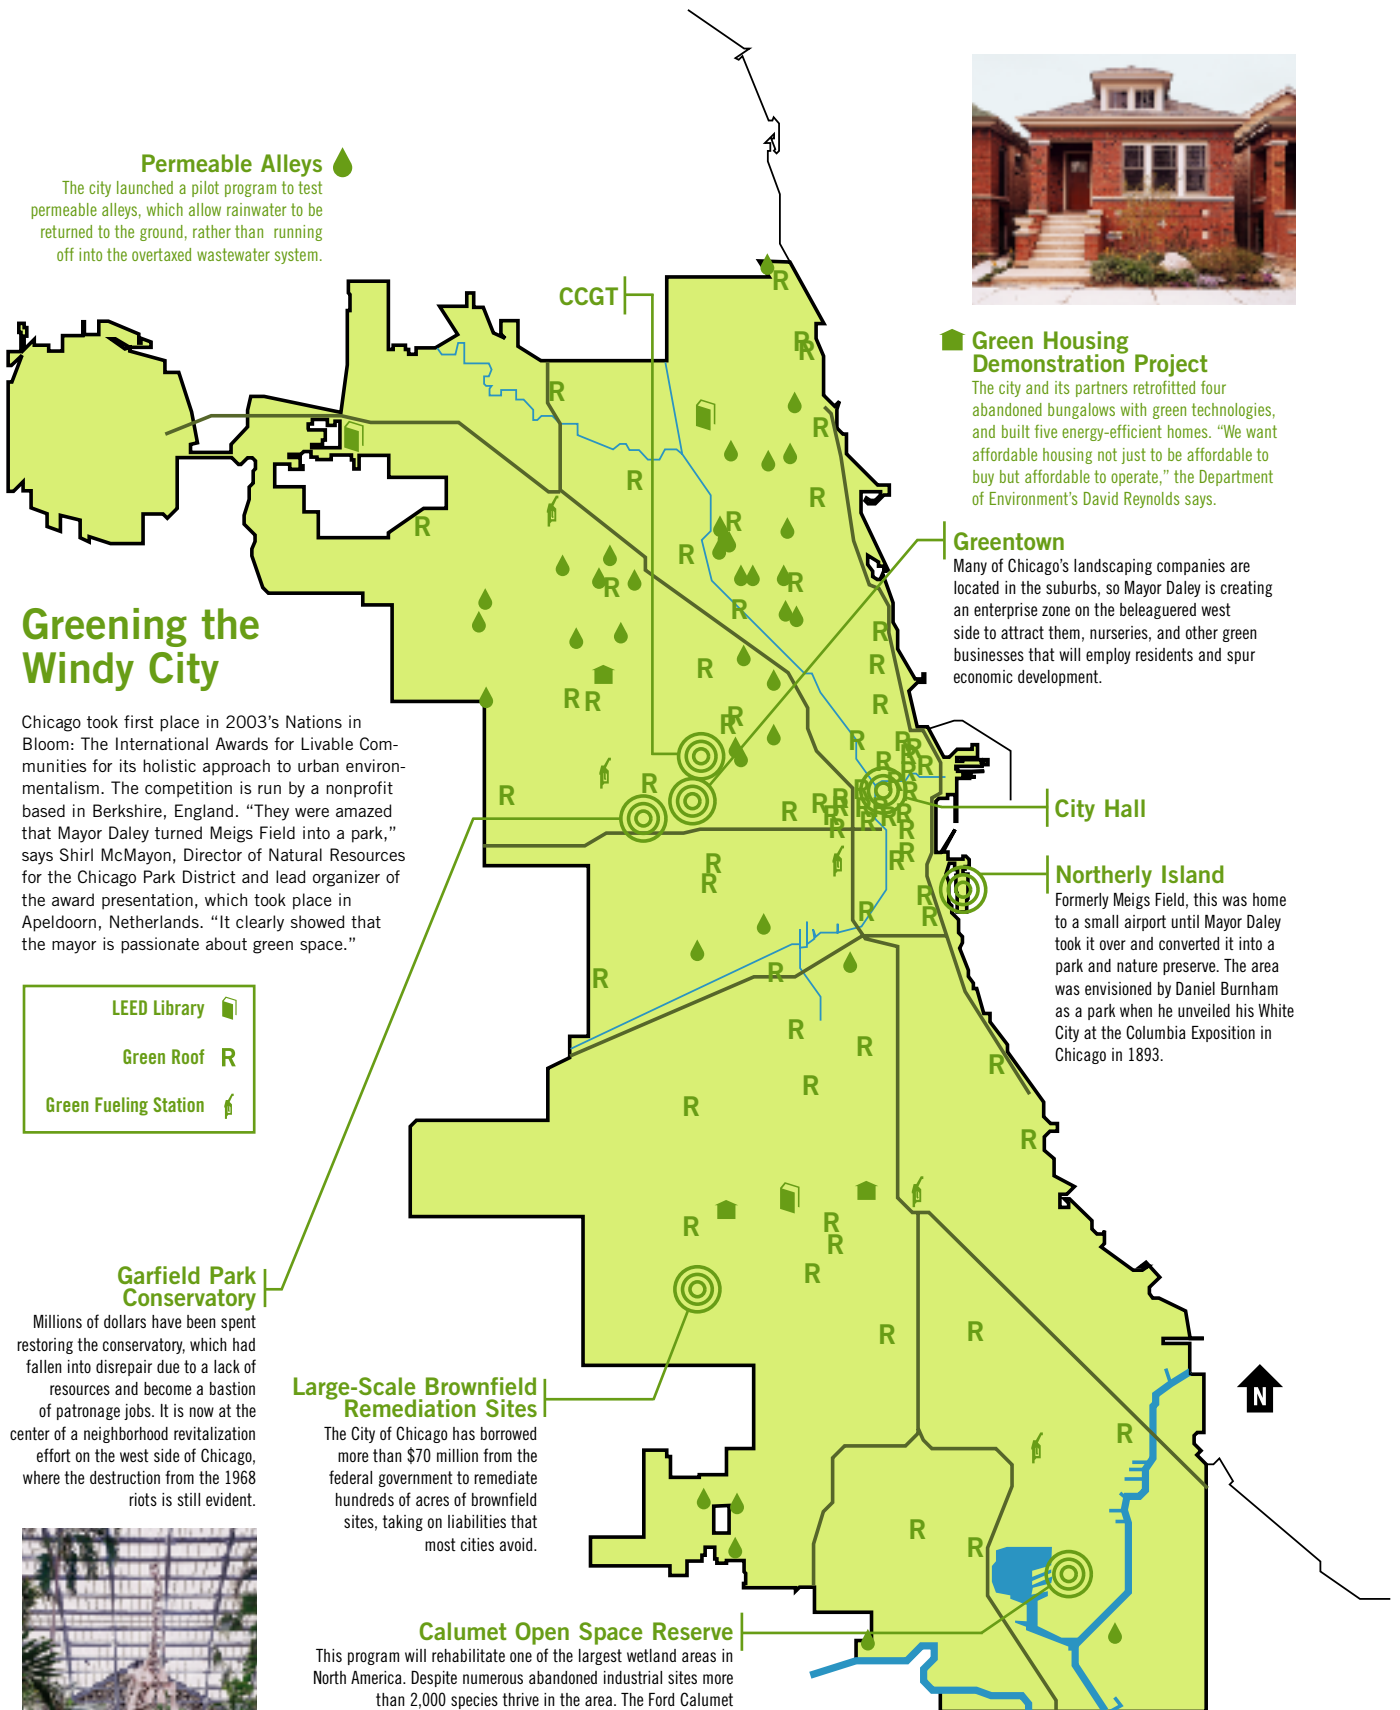 Permeable Alleys
The city launched a pilot program to test
permeable alleys, which allow rainwater to be
returned to the ground, rather than running
off into the overtaxed wastewater system.
CCGT
Green Housing
Demonstration Project
The city and its partners retrofitted four
abandoned bungalows with green technologies,
and built five energy-efficient homes. “We want
affordable housing not just to be affordable to
buy but affordable to operate,” the Department
of Environment’s David Reynolds says.
Greentown
Many of Chicago’s landscaping companies are
located in the suburbs, so Mayor Daley is creating
an enterprise zone on the beleaguered west
side to attract them, nurseries, and other green
businesses that will employ residents and spur
economic development.
Greening the
Windy City
Chicago took first place in 2003’s Nations in
Bloom: The International Awards for Livable Com-
munities for its holistic approach to urban environ-
mentalism. The competition is run by a nonprofit
based in Berkshire, England. “They were amazed
that Mayor Daley turned Meigs Field into a park,”
says Shirl McMayon, Director of Natural Resources
for the Chicago Park District and lead organizer of
the award presentation, which took place in
Apeldoorn, Netherlands. “It clearly showed that
the mayor is passionate about green space.”
LEED Library
Green Roof R
Green Fueling Station
City Hall
Northerly Island
Formerly Meigs Field, this was home
to a small airport until Mayor Daley
took it over and converted it into a
park and nature preserve. The area
was envisioned by Daniel Burnham
as a park when he unveiled his White
City at the Columbia Exposition in
Chicago in 1893.
Garfield Park
Conservatory
Millions of dollars have been spent
restoring the conservatory, which had
fallen into disrepair due to a lack of
resources and become a bastion
of patronage jobs. It is now at the
center of a neighborhood revitalization
effort on the west side of Chicago,
where the destruction from the 1968
riots is still evident.
Large-Scale Brownfield
Remediation Sites
The City of Chicago has borrowed
more than $70 million from the
federal government to remediate
hundreds of acres of brownfield
sites, taking on liabilities that
most cities avoid.
N
Calumet Open Space Reserve
This program will rehabilitate one of the largest wetland areas in
North America. Despite numerous abandoned industrial sites more
than 2,000 species thrive in the area. The Ford Calumet